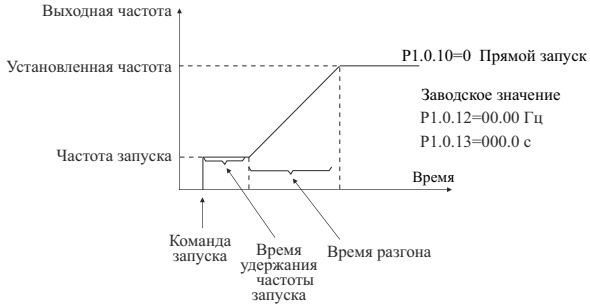 Выходная частота
P1.0.10=0 Прямой запуск
Установленная частота
Заводское значение
P1.0.12=00.00 Гц
P1.0.13=000.0 с
Частота запуска
Время
Команда
запуска
Время
удержания
частоты
запуска
Время разгона